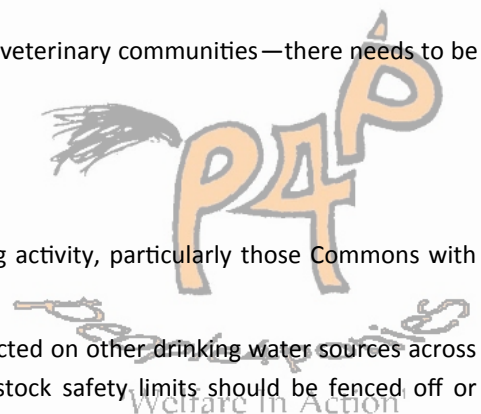 veterinary communities—there needs to be
P4P
g activity, particularly those Commons with
cted on other drinking water sources across
stock safety limits should be fenced off or
Welfare In Action